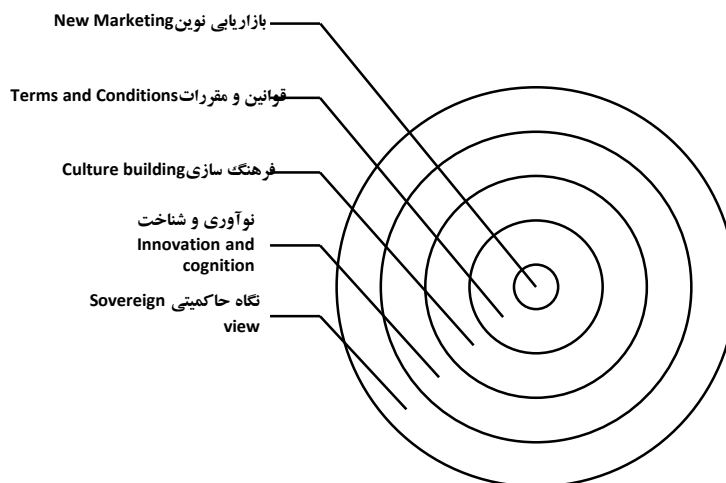 بازاریابی نوین New Marketing
قوانین و مقررات Terms and Conditions
فرهنگ سازی Culture building
نوآوری و شناخت
Innovation and
cognition
نگاه حاکمیتی Sovereign
view